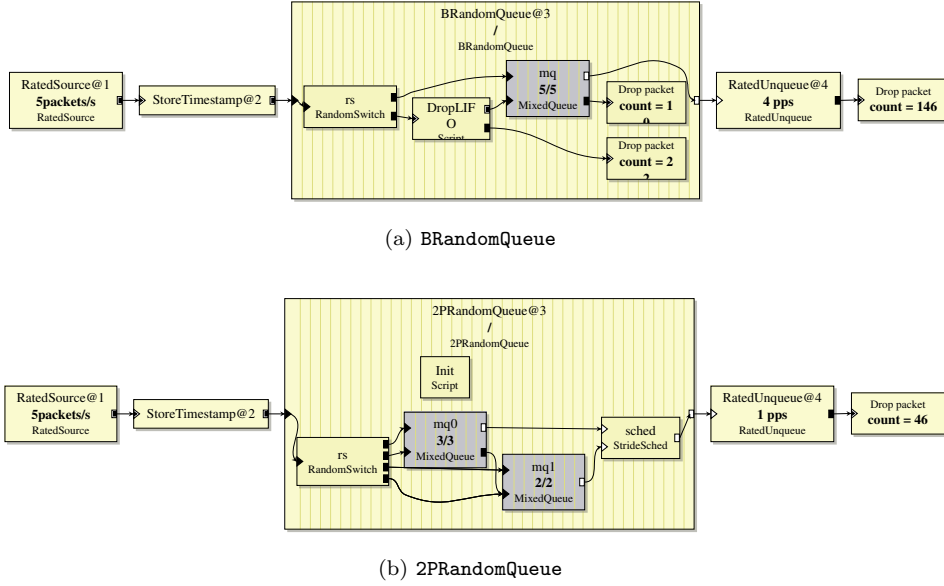 BRandomQueue@3
/
BRandomQueue
RatedSource@1
5packets/s
RatedSource
StoreTimestamp@2
rs
RandomSwitch
DropLIF
O
Script
mq
5/5
MixedQueue
Drop packet
count = 1
0
Drop packet
count = 2
2
RatedUnqueue@4
4 pps
RatedUnqueue
Drop packet
count = 146
(a) BRandomQueue
2PRandomQueue@3
/
2PRandomQueue
Init
Script
RatedSource@1
5packets/s
RatedSource
StoreTimestamp@2
rs
RandomSwitch
mq0
3/3
MixedQueue
mq1
2/2
MixedQueue
sched
StrideSched
RatedUnqueue@4
1 pps
RatedUnqueue
Drop packet
count = 46
(b) 2PRandomQueue